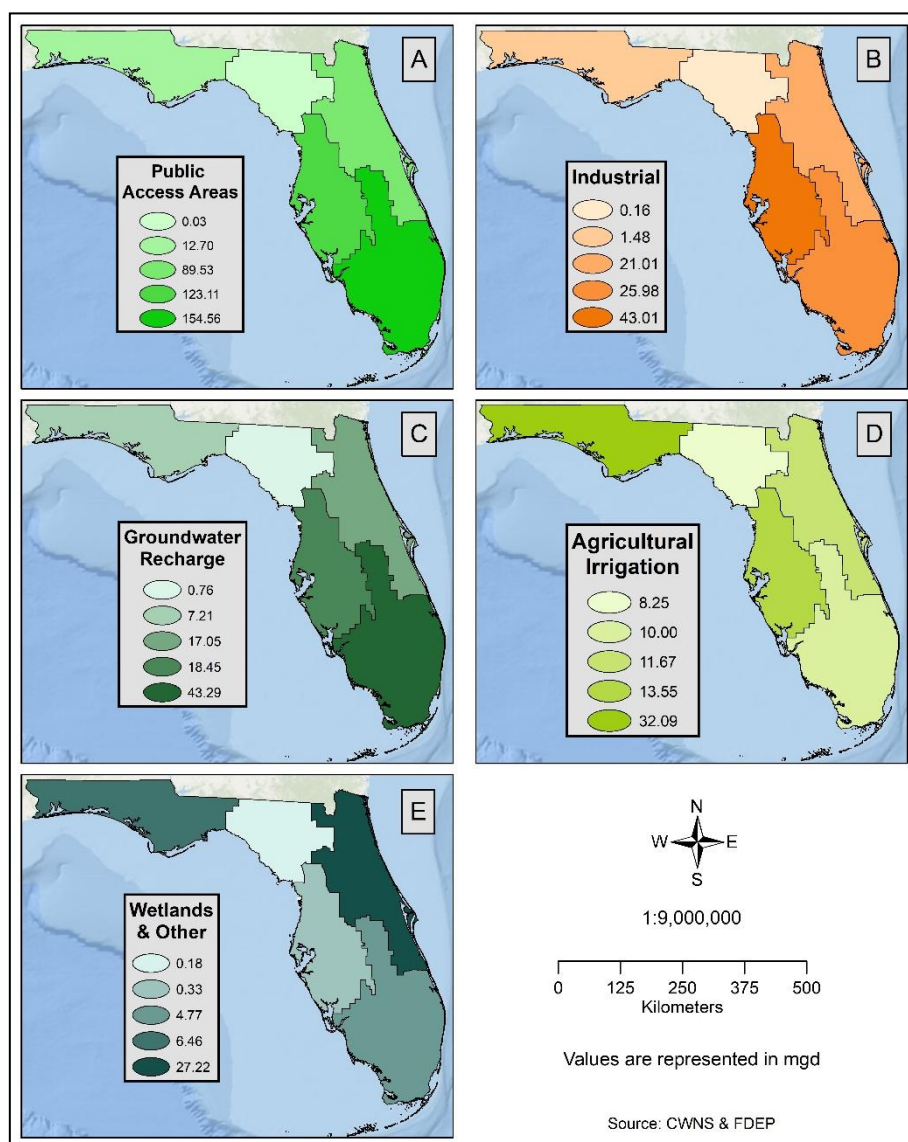 A
Public
Access Areas
0.03
12.70
89.53
123.11
154.56
B
Industrial
0.16
1.48
21.01
25.98
43.01
C
Groundwater
Recharge
0.76
7.21
17.05
18.45
43.29
D
Agricultural
Irrigation
8.25
10.00
11.67
13.55
32.09
E
Wetlands
& Other
0.18
0.33
4.77
6.46
27.22
N
W E
S
1:9,000,000
0 125 250 375 500
Kilometers
Values are represented in mgd
Source: CWNS & FDEP